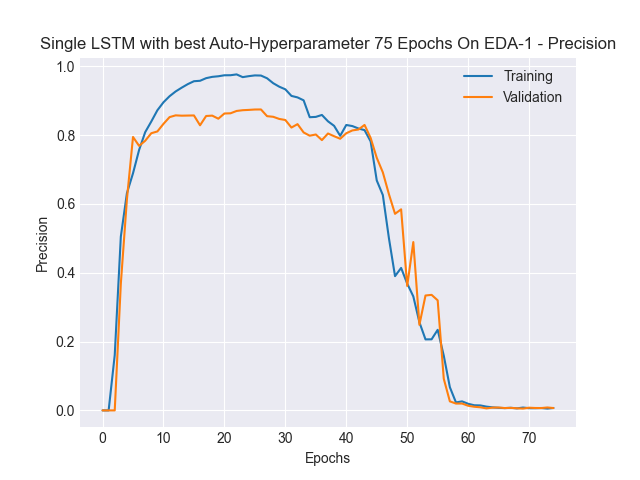 Single LSTM with best Auto-Hyperparameter 75 Epochs On EDA-1 - Precision
1.0
0.8
0.6
0.4
0.2
0.0
Precision
Training
Validation
0 10 20 30 40 50 60 70
Epochs